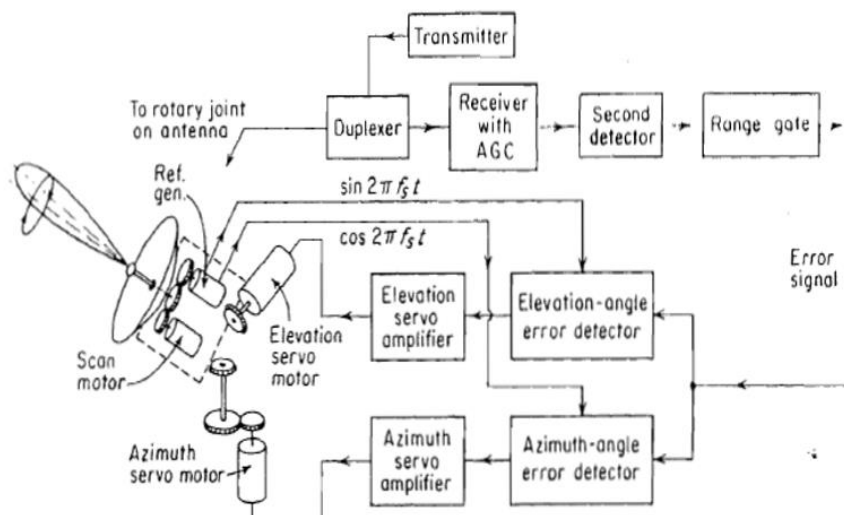 Transmitter
To rotary joint
on antenna
Duplexer
Receiver
with
AGC
Second
detector
Range gate
Ref.
gen.
sin 2π fₛ t
cos 2π fₛ t
Error
signal
Elevation
servo
amplifier
Elevation-angle
error detector
Elevation
servo
motor
Scan
motor
Azimuth
servo motor
Azimuth
servo
amplifier
Azimuth-angle
error detector